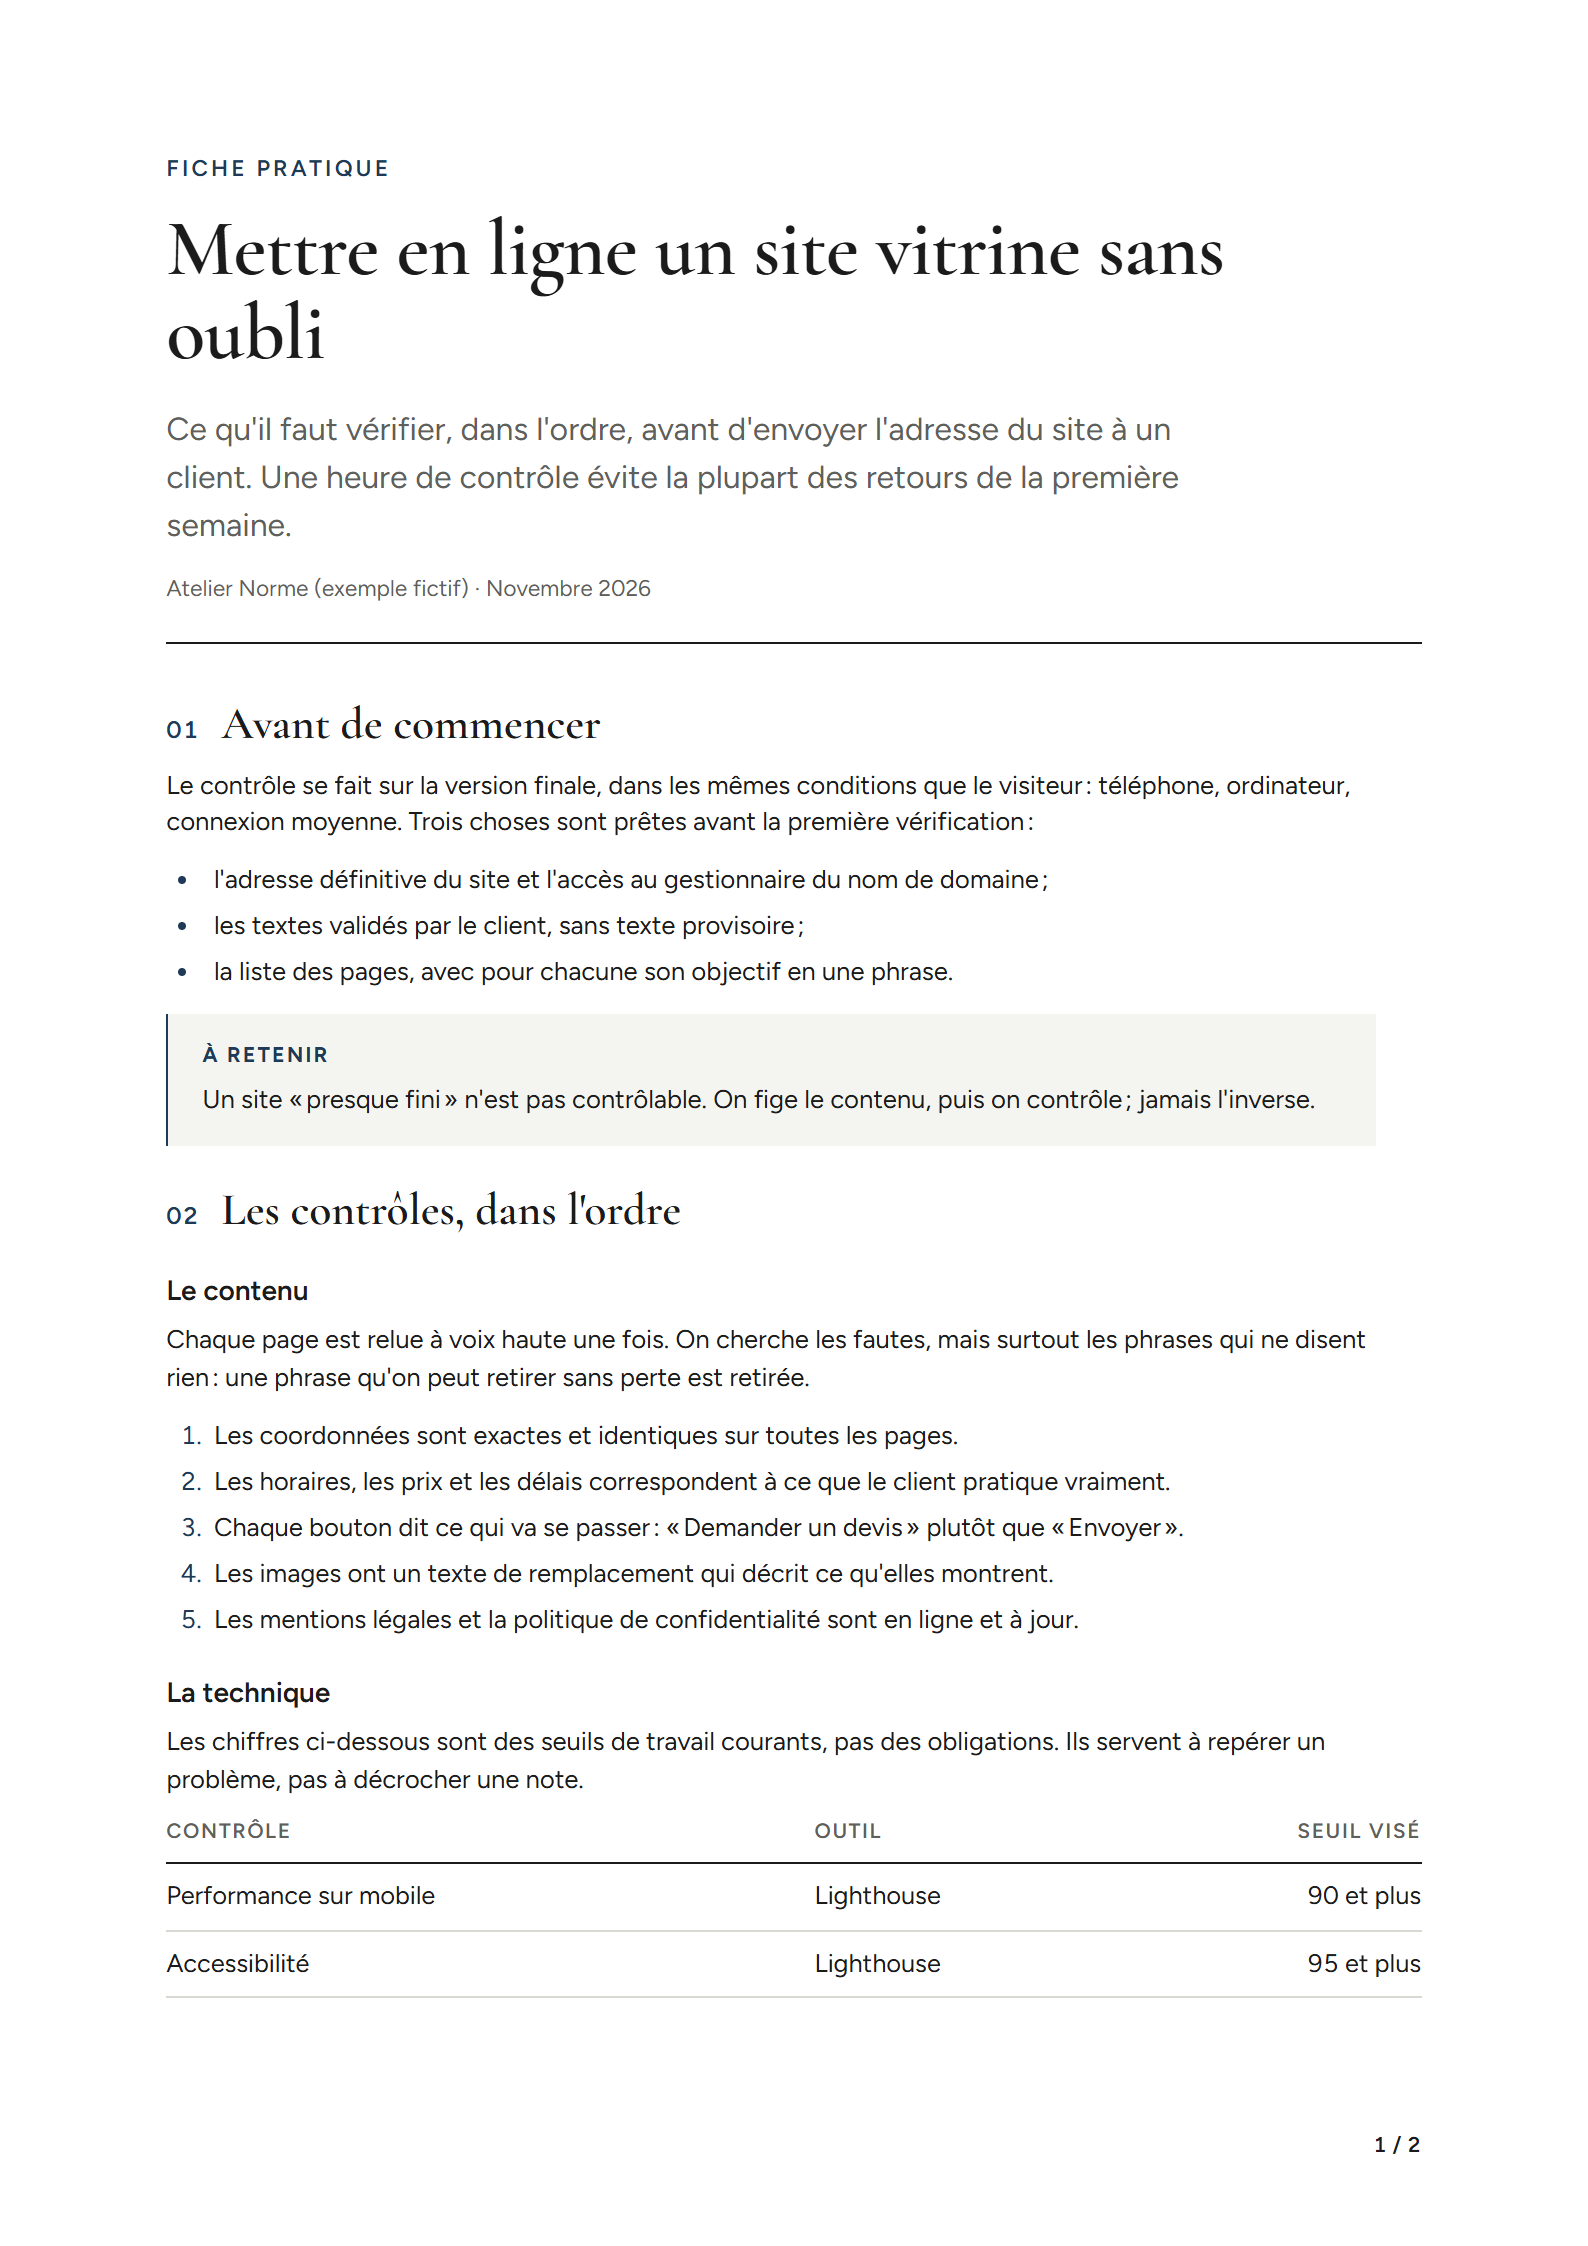 FICHE PRATIQUE
Mettre en ligne un site vitrine sans
oubli
Ce qu'il faut vérifier, dans l'ordre, avant d'envoyer l'adresse du site à un
client. Une heure de contrôle évite la plupart des retours de la première
semaine.
Atelier Norme (exemple fictif) · Novembre 2026
01 Avant de commencer
Le contrôle se fait sur la version finale, dans les mêmes conditions que le visiteur : téléphone, ordinateur,
connexion moyenne. Trois choses sont prêtes avant la première vérification :
• l'adresse définitive du site et l'accès au gestionnaire du nom de domaine ;
• les textes validés par le client, sans texte provisoire ;
• la liste des pages, avec pour chacune son objectif en une phrase.
À RETENIR
Un site « presque fini » n'est pas contrôlable. On fige le contenu, puis on contrôle ; jamais l'inverse.
02 Les contrôles, dans l'ordre
Le contenu
Chaque page est relue à voix haute une fois. On cherche les fautes, mais surtout les phrases qui ne disent
rien : une phrase qu'on peut retirer sans perte est retirée.
1. Les coordonnées sont exactes et identiques sur toutes les pages.
2. Les horaires, les prix et les délais correspondent à ce que le client pratique vraiment.
3. Chaque bouton dit ce qui va se passer : « Demander un devis » plutôt que « Envoyer ».
4. Les images ont un texte de remplacement qui décrit ce qu'elles montrent.
5. Les mentions légales et la politique de confidentialité sont en ligne et à jour.
La technique
Les chiffres ci-dessous sont des seuils de travail courants, pas des obligations. Ils servent à repérer un
problème, pas à décrocher une note.
CONTRÔLE OUTIL SEUIL VISÉ
Performance sur mobile Lighthouse 90 et plus
Accessibilité Lighthouse 95 et plus
1 / 2